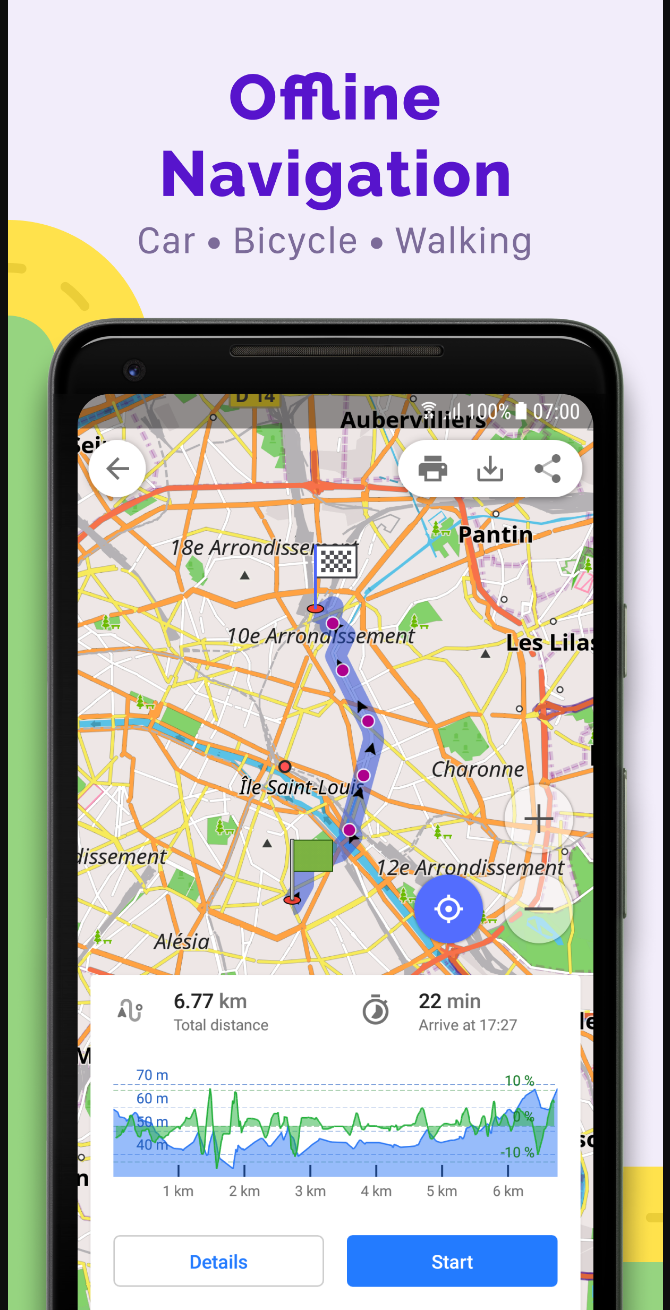 Offline
Navigation
Car • Bicycle • Walking
D 14
100% 07:00
Aubervilliers
Sei
18e Arrondissement
Pantin
10e Arrondissement
Les Lilas
Charonne
Île Saint-Louis
dissement
12e Arrondissement
Alésia
6.77 km
22 min
Total distance
Arrive at 17:27
70 m
10 %
60 m
50 m
0 %
40 m
-10 %
1 km 2 km 3 km 4 km 5 km 6 km
Details
Start